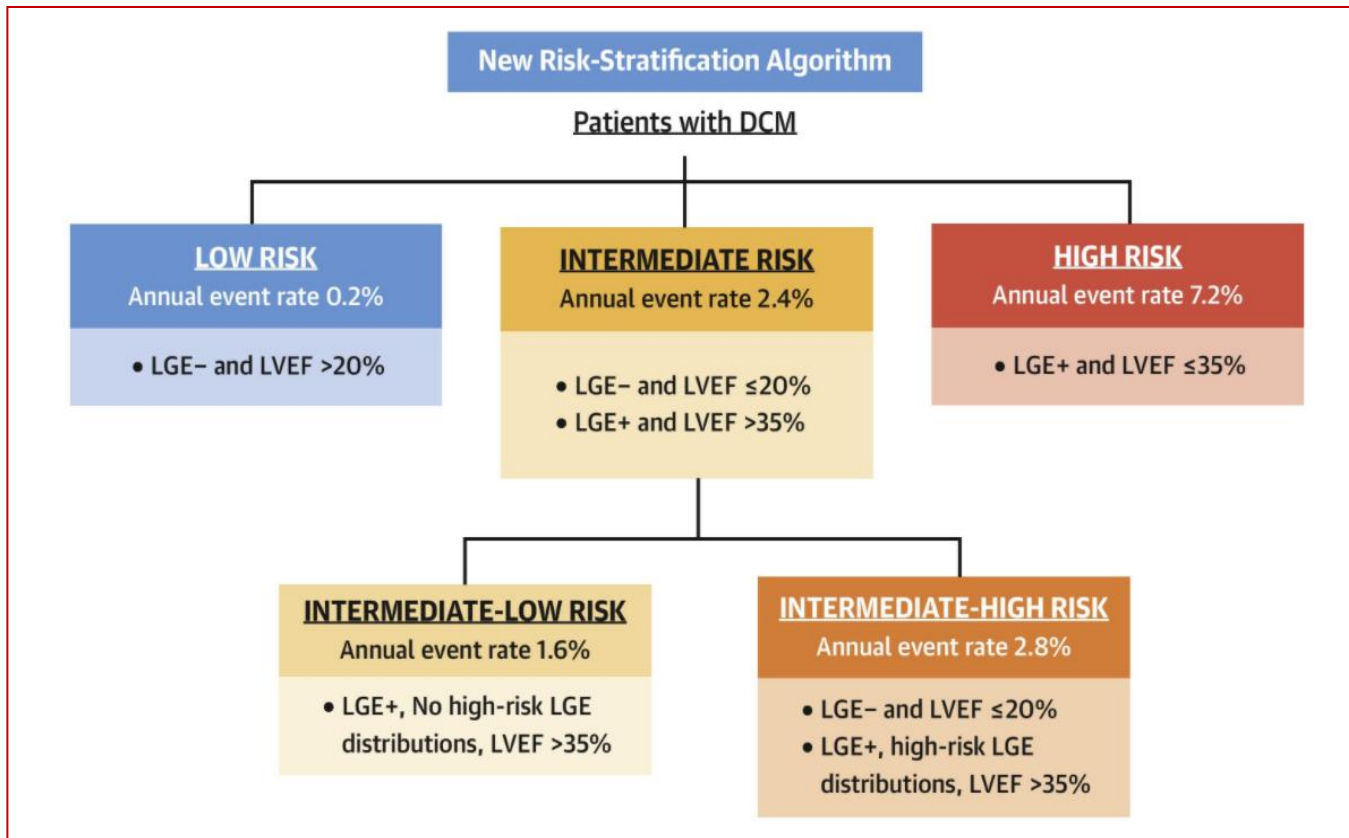 New Risk-Stratification Algorithm
Patients with DCM
LOW RISK
Annual event rate 0.2%
• LGE– and LVEF >20%
INTERMEDIATE RISK
Annual event rate 2.4%
• LGE– and LVEF ≤20%
• LGE+ and LVEF >35%
HIGH RISK
Annual event rate 7.2%
• LGE+ and LVEF ≤35%
INTERMEDIATE-LOW RISK
Annual event rate 1.6%
• LGE+, No high-risk LGE
distributions, LVEF >35%
INTERMEDIATE-HIGH RISK
Annual event rate 2.8%
• LGE– and LVEF ≤20%
• LGE+, high-risk LGE
distributions, LVEF >35%